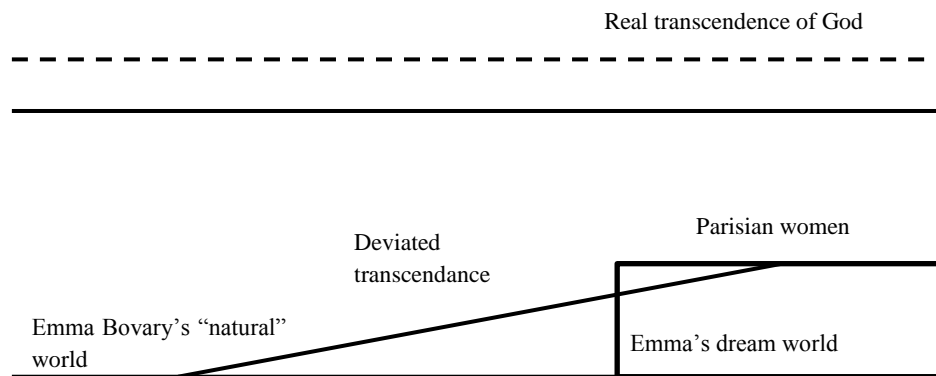 Real transcendence of God
Parisian women
Deviated
transcendance
Emma Bovary’s “natural”
world
Emma’s dream world